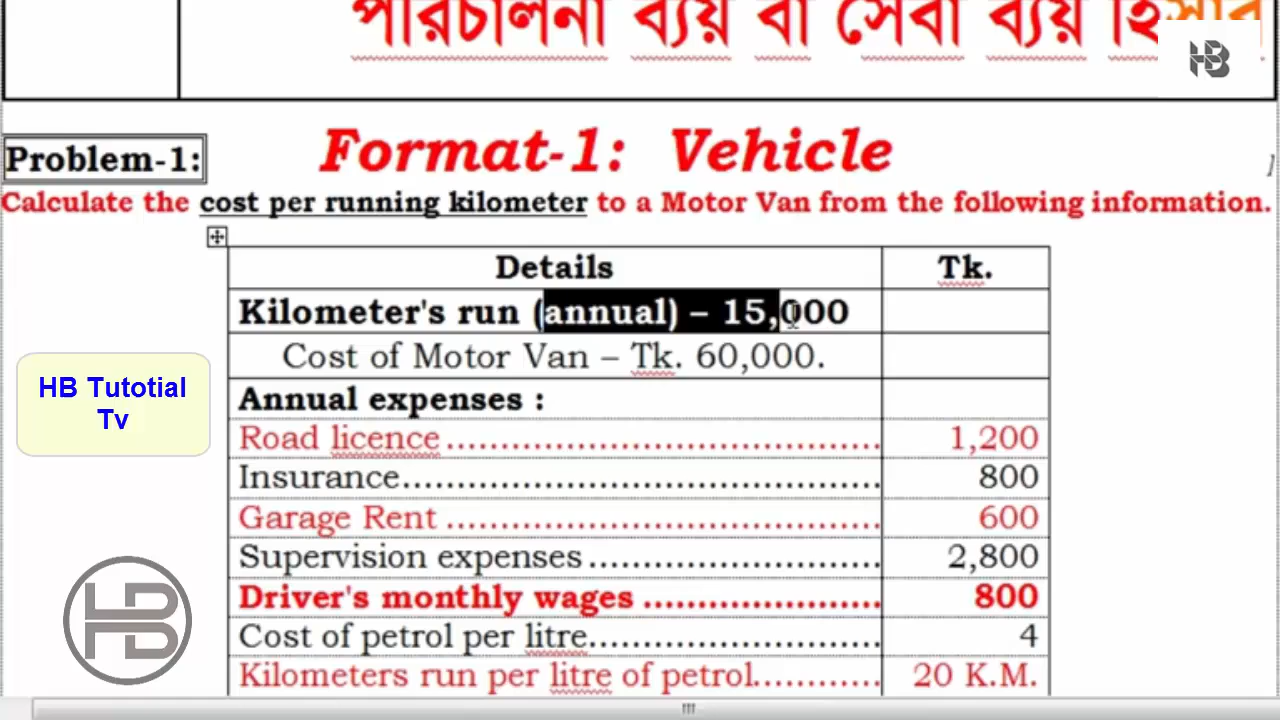 পরিচালনা ব্যয় বা সেবা ব্যয়
HB
Problem-1:
Format-1: Vehicle
Calculate the cost per running kilometer to a Motor Van from the following information.
Details Tk.
Kilometer's run (annual) – 15,000
Cost of Motor Van – Tk. 60,000.
Annual expenses :
Road licence ................................................ 1,200
Insurance.................................................... 800
Garage Rent ................................................ 600
Supervision expenses ................................. 2,800
Driver's monthly wages ........................ 800
Cost of petrol per litre................................ 4
Kilometers run per litre of petrol............ 20 K.M.
HB Tutotial
Tv
HB